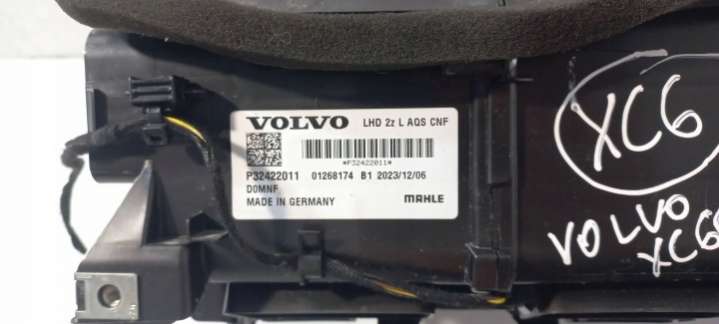 VOLVO LHD 2z L AQS CNF
*P32422011*
P32422011 01268174 B1 2023/12/06
D0MNF
MADE IN GERMANY MAHLE
XC6
VOLVO
XC6